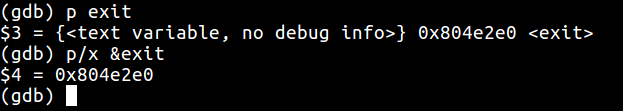 (gdb) p exit
$3 = {<text variable, no debug info>} 0x804e2e0 <exit>
(gdb) p/x &exit
$4 = 0x804e2e0
(gdb)